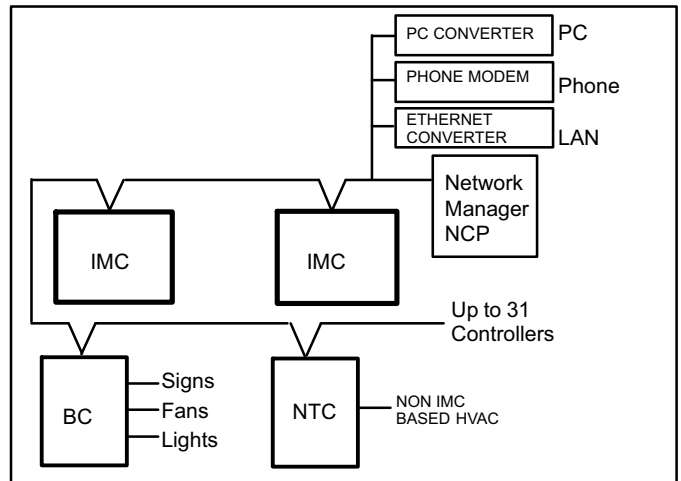 PC CONVERTER
PC
PHONE MODEM
Phone
ETHERNET
CONVERTER
LAN
Network
Manager
NCP
IMC
IMC
Up to 31
Controllers
BC
Signs
Fans
Lights
NTC
NON IMC
BASED HVAC